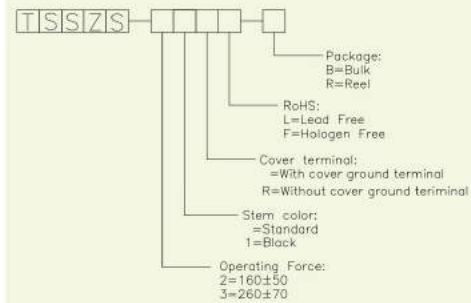 TSSZS
Package:
B=Bulk
R=Reel
RoHS:
L=Lead Free
F=Hologen Free
Cover terminal:
=With cover ground terminal
R=Without cover ground teriminal
Stem color:
=Standard
1=Black
Operating Force:
2=160±50
3=260±70